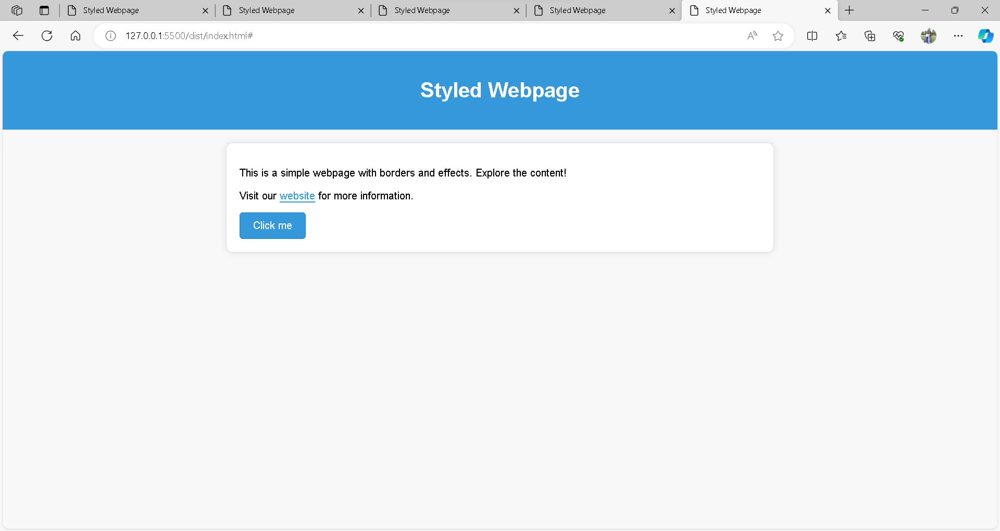 Styled Webpage
Styled Webpage
Styled Webpage
Styled Webpage
Styled Webpage
127.0.0.1:5500/dist/index.html#
Styled Webpage
This is a simple webpage with borders and effects. Explore the content!
Visit our website for more information.
Click me